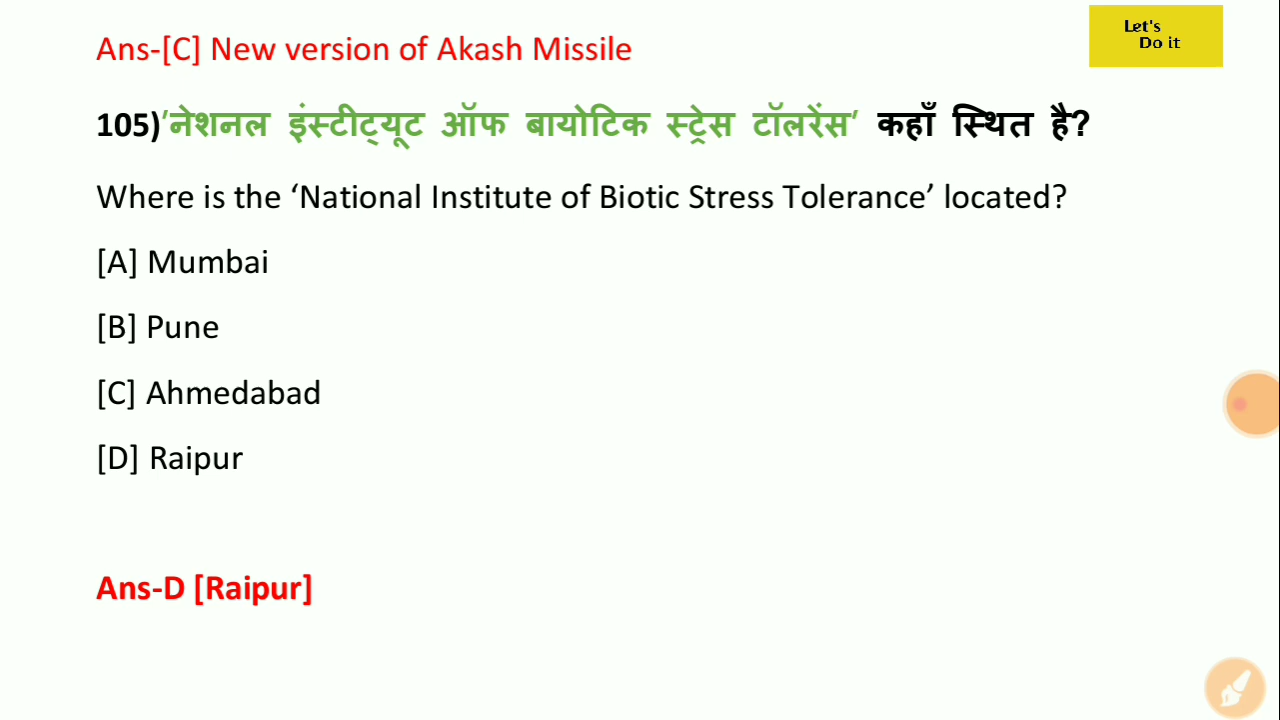 Let's
Do it
Ans-[C] New version of Akash Missile
105)'नेशनल इंस्टीट्यूट ऑफ बायोटिक स्ट्रेस टॉलरेंस' कहाँ स्थित है?
Where is the ‘National Institute of Biotic Stress Tolerance’ located?
[A] Mumbai
[B] Pune
[C] Ahmedabad
[D] Raipur
Ans-D [Raipur]